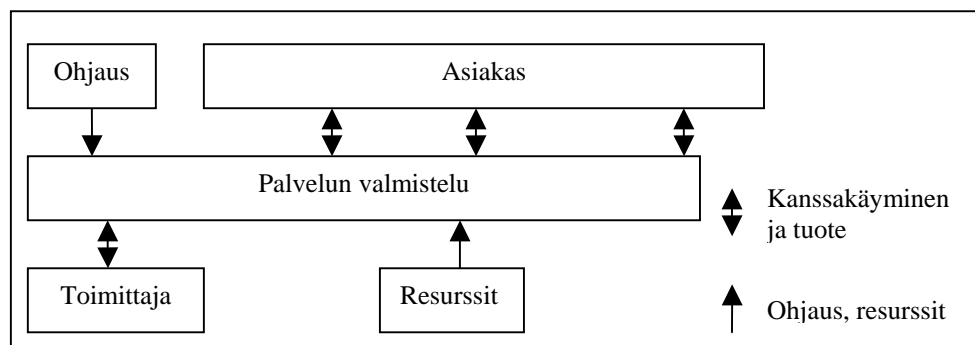 Ohjaus
Asiakas
Palvelun valmistelu
Kanssakäyminen
ja tuote
Toimittaja
Resurssit
Ohjaus, resurssit